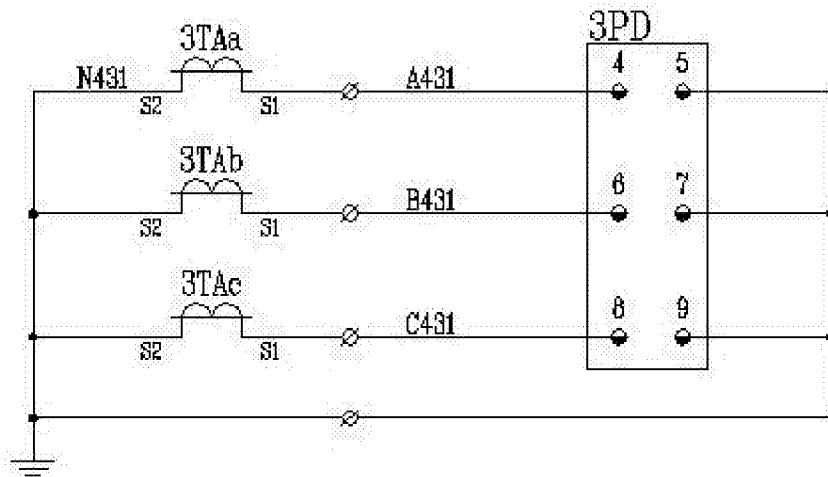 3TAa
3PD
N431
A431
4 5
S2
S1
3TAb
B431
6 7
S2
S1
3TAc
C431
8 9
S2
S1